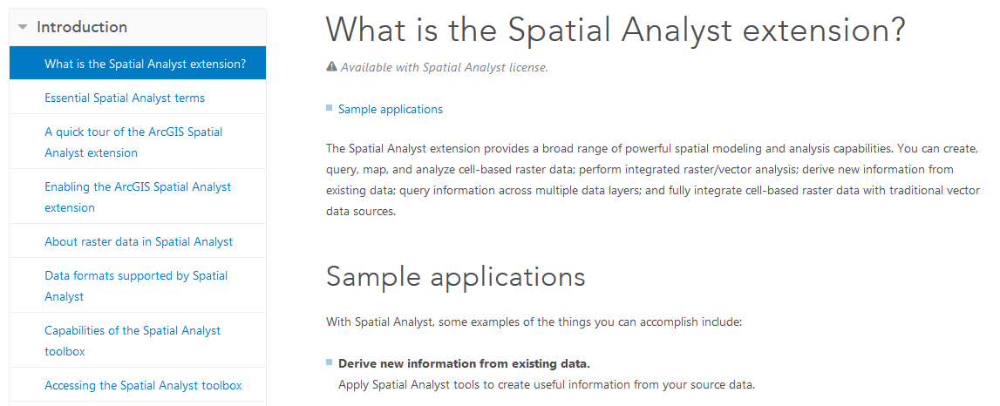 Introduction
What is the Spatial Analyst extension?
Essential Spatial Analyst terms
A quick tour of the ArcGIS Spatial
Analyst extension
Enabling the ArcGIS Spatial Analyst
extension
About raster data in Spatial Analyst
Data formats supported by Spatial
Analyst
Capabilities of the Spatial Analyst
toolbox
Accessing the Spatial Analyst toolbox
What is the Spatial Analyst extension?
Available with Spatial Analyst license.
Sample applications
The Spatial Analyst extension provides a broad range of powerful spatial modeling and analysis capabilities. You can create,
query, map, and analyze cell-based raster data; perform integrated raster/vector analysis; derive new information from
existing data; query information across multiple data layers; and fully integrate cell-based raster data with traditional vector
data sources.
Sample applications
With Spatial Analyst, some examples of the things you can accomplish include:
Derive new information from existing data.
Apply Spatial Analyst tools to create useful information from your source data.